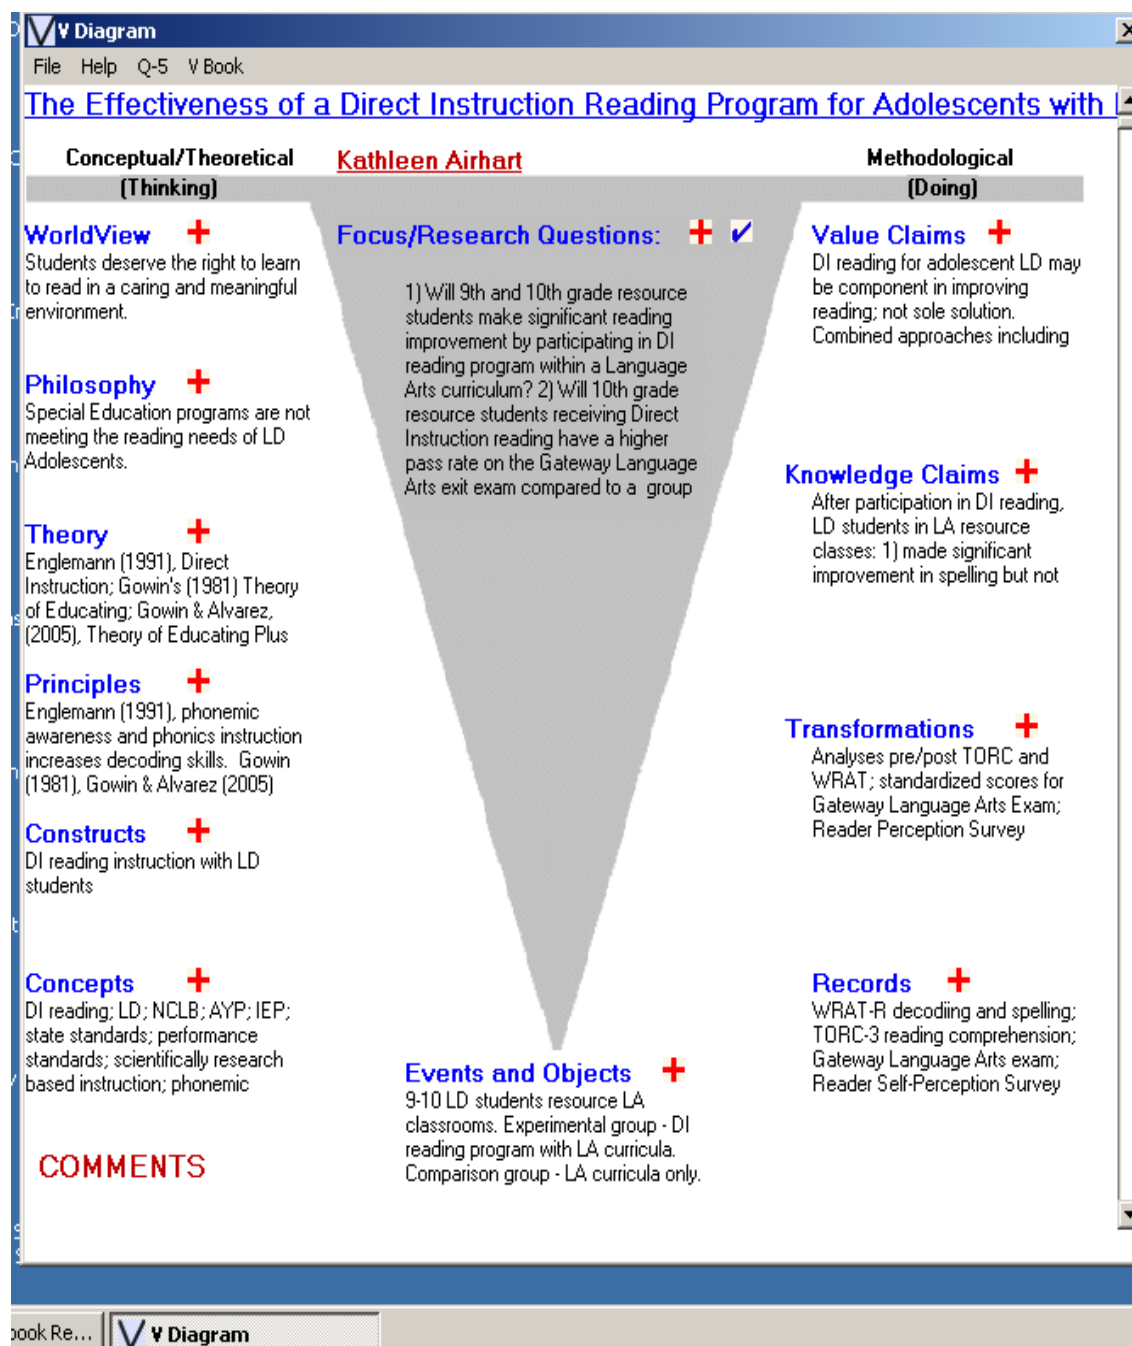 V Diagram
File Help Q-5 V Book
The Effectiveness of a Direct Instruction Reading Program for Adolescents with
Conceptual/Theoretical
(Thinking)
Kathleen Airhart
Methodological
(Doing)
WorldView
Students deserve the right to learn
to read in a caring and meaningful
environment.
Philosophy
Special Education programs are not
meeting the reading needs of LD
Adolescents.
Theory
Englemann (1991), Direct
Instruction; Gowin's (1981) Theory
of Educating; Gowin & Alvarez,
(2005), Theory of Educating Plus
Principles
Englemann (1991), phonemic
awareness and phonics instruction
increases decoding skills. Gowin
(1981), Gowin & Alvarez (2005)
Constructs
DI reading instruction with LD
students
Concepts
DI reading; LD; NCLB; AYP; IEP;
state standards; performance
standards; scientifically research
based instruction; phonemic
COMMENTS
Focus/Research Questions:
1) Will 9th and 10th grade resource
students make significant reading
improvement by participating in DI
reading program within a Language
Arts curriculum? 2) Will 10th grade
resource students receiving Direct
Instruction reading have a higher
pass rate on the Gateway Language
Arts exit exam compared to a group
Events and Objects
9-10 LD students resource LA
classrooms. Experimental group - DI
reading program with LA curricula.
Comparison group - LA curricula only.
Value Claims
DI reading for adolescent LD may
be component in improving
reading; not sole solution.
Combined approaches including
Knowledge Claims
After participation in DI reading,
LD students in LA resource
classes: 1) made significant
improvement in spelling but not
Transformations
Analyses pre/post TORC and
WRAT; standardized scores for
Gateway Language Arts Exam;
Reader Perception Survey
Records
WRAT-R decodiing and spelling;
TORC-3 reading comprehension;
Gateway Language Arts exam;
Reader Self-Perception Survey
ook Re... V Diagram